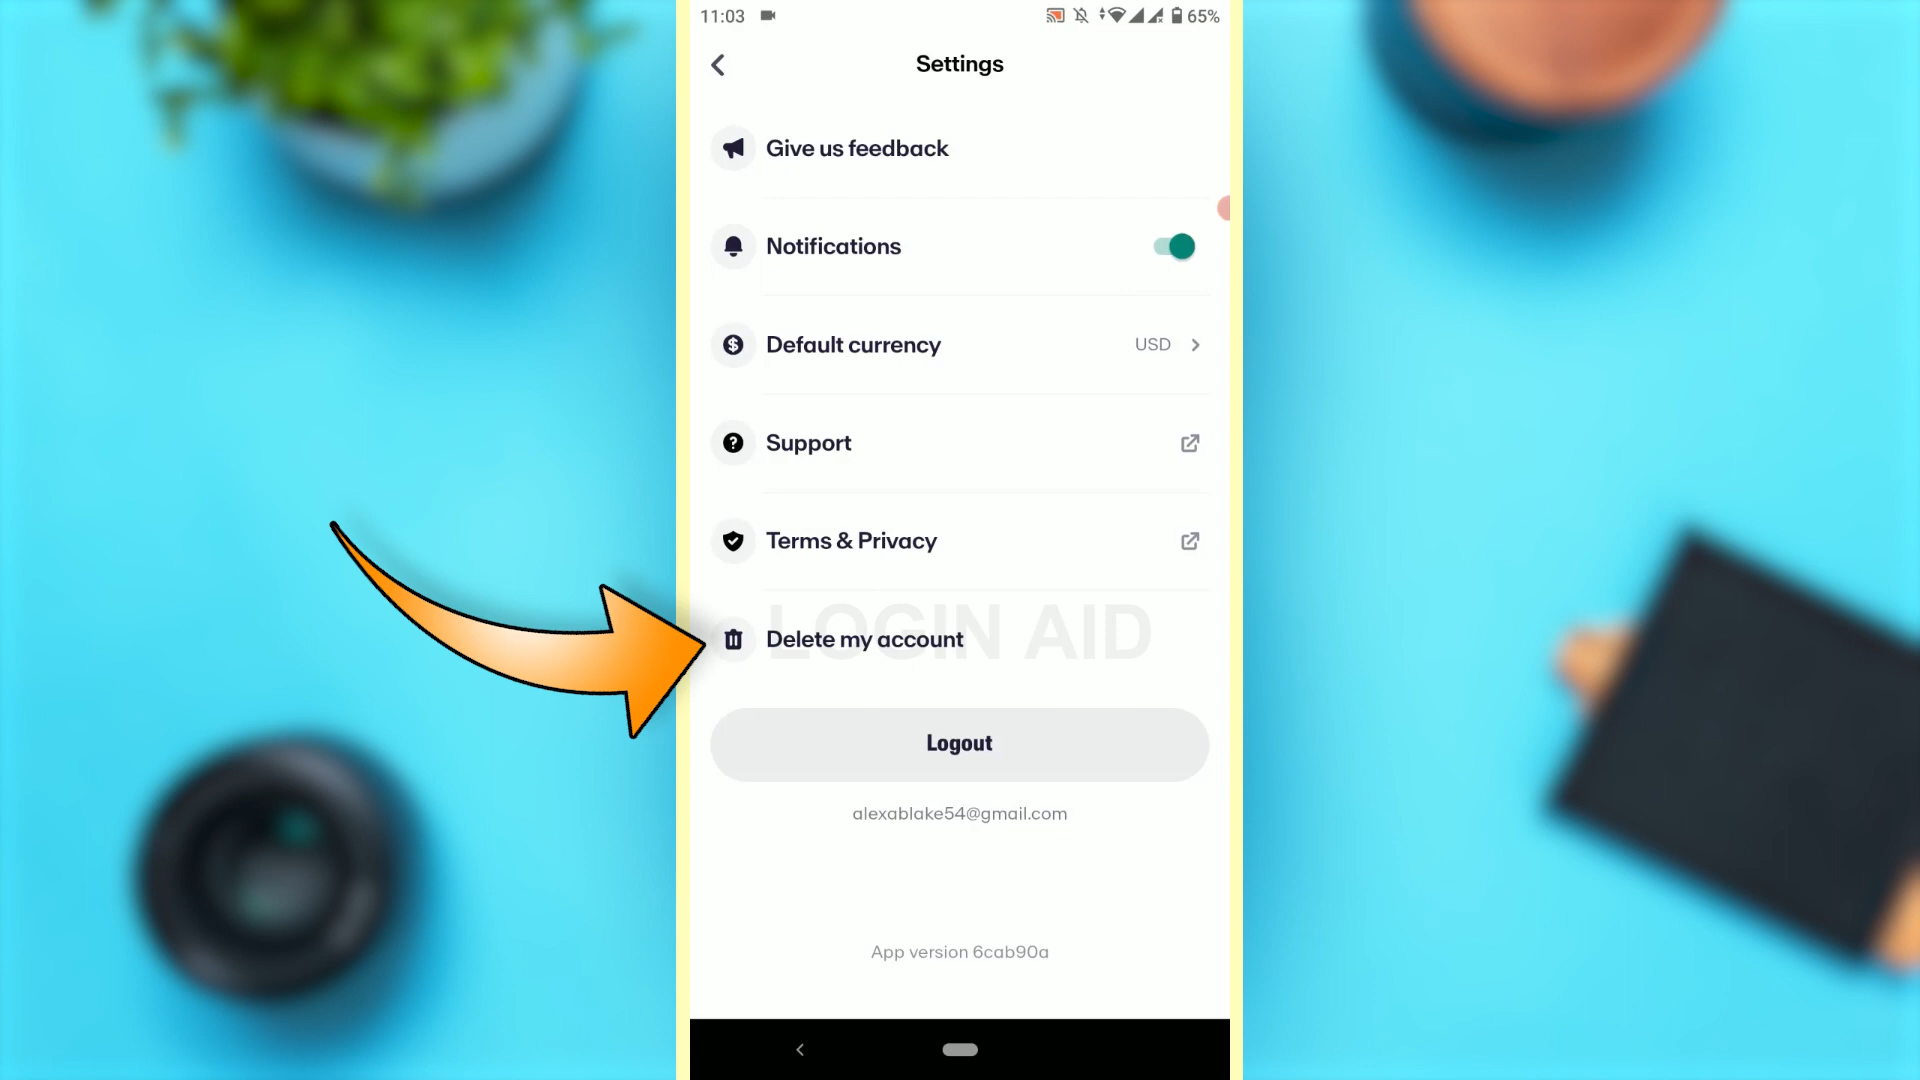 11:03
65%
Settings
Give us feedback
Notifications
Default currency
USD
Support
Terms & Privacy
LOGIN AID
Delete my account
Logout
alexablake54@gmail.com
App version 6cab90a